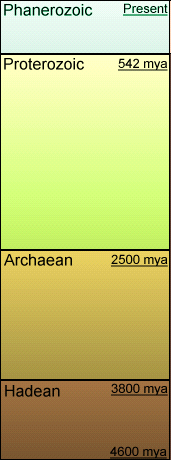 Phanerozoic Present
Proterozoic 542 mya
Archaean 2500 mya
Hadean 3800 mya
4600 mya